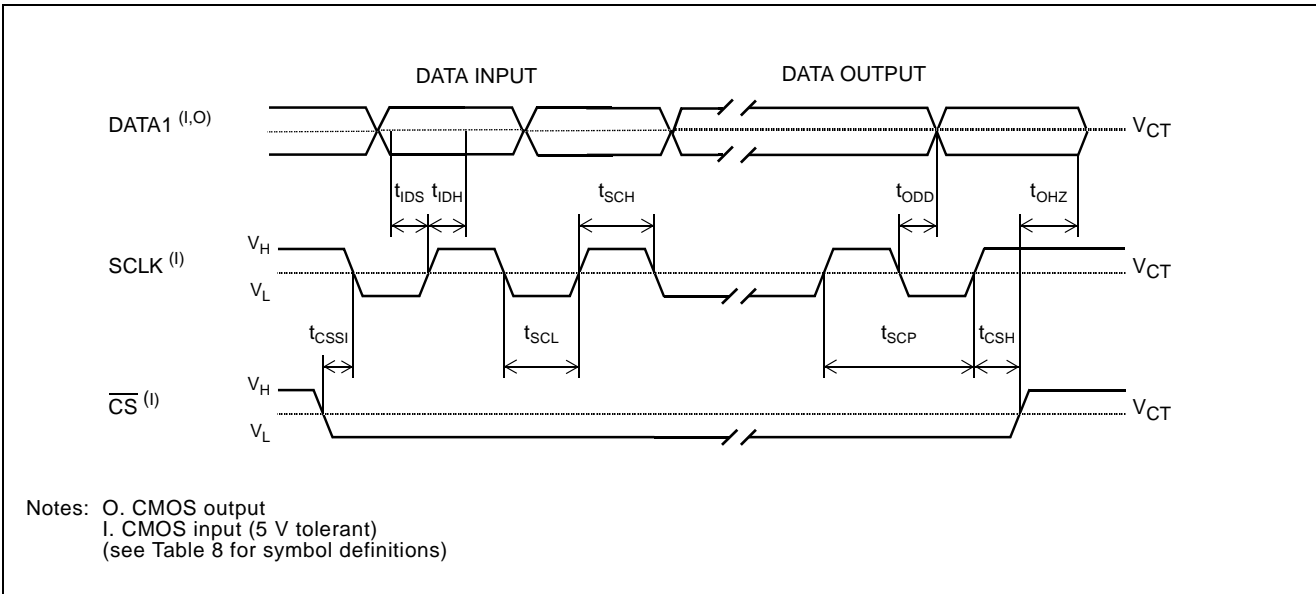 DATA INPUT DATA OUTPUT
DATA1 (I,O) VCT
tIDS tIDH tSCH tODD tOHZ
VH
SCLK (I) VCT
VL
tCSSI tSCL tSCP tCSH
VH
CS (I) VCT
VL
Notes: O. CMOS output
I. CMOS input (5 V tolerant)
(see Table 8 for symbol definitions)